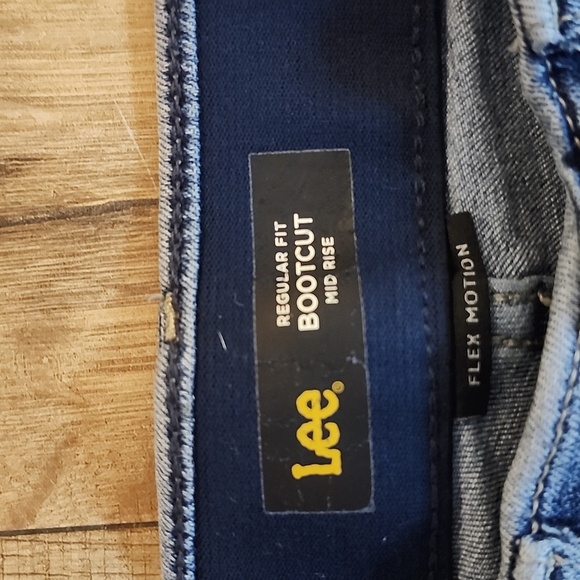 Lee®
REGULAR FIT
BOOTCUT
MID RISE
FLEX MOTION